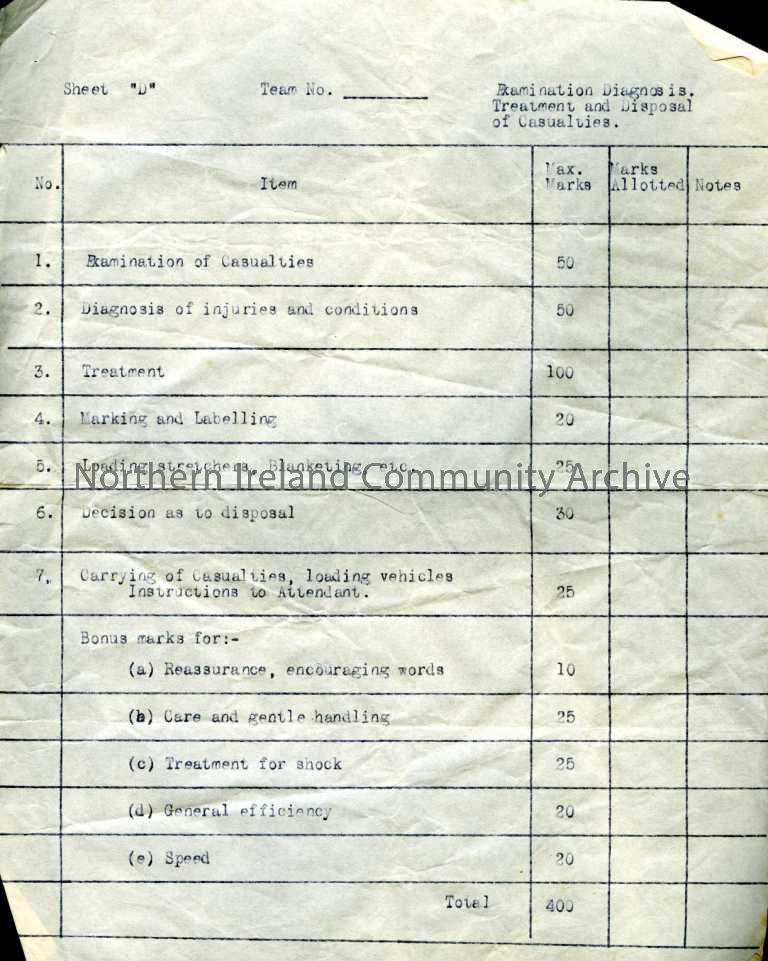 Sheet "D" Team No. Examination Diagnosis.
Treatment and Disposal
of Casualties.
No. Item Max. Marks Marks Allotted Notes
1. Examination of Casualties 50
2. Diagnosis of injuries and conditions 50
3. Treatment 100
4. Marking and Labelling 20
5. Loading stretchers, Blanketing etc. 25
Northern Ireland Community Archive
6. Decision as to disposal 30
7. Carrying of Casualties, loading vehicles
Instructions to Attendant. 25
Bonus marks for:-
(a) Reassurance, encouraging words 10
(b) Care and gentle handling 25
(c) Treatment for shock 25
(d) General efficiency 20
(e) Speed 20
Total 400